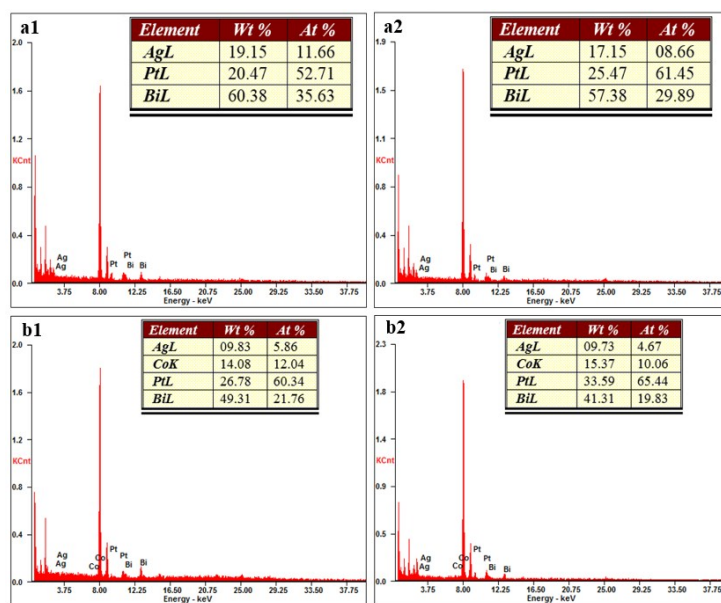 a1
Element Wt % At %
AgL 19.15 11.66
PtL 20.47 52.71
BiL 60.38 35.63
2.0
1.6
1.2
KCnt
0.8
0.4
0.0
Ag
Ag
Pt
Pt
Bi
Bi
3.75 8.00 12.25 16.50 20.75 25.00 29.25 33.50 37.75
Energy - keV
a2
Element Wt % At %
AgL 17.15 08.66
PtL 25.47 61.45
BiL 57.38 29.89
1.9
1.5
1.1
KCnt
0.8
0.4
0.0
Ag
Ag
Pt
Pt
Bi
Bi
3.75 8.00 12.25 16.50 20.75 25.00 29.25 33.50 37.75
Energy - keV
b1
Element Wt % At %
AgL 09.83 5.86
CoK 14.08 12.04
PtL 26.78 60.34
BiL 49.31 21.76
2.0
1.6
1.2
KCnt
0.8
0.4
0.0
Ag
Ag
Co
Co
Pt
Pt
Bi
Bi
3.75 8.00 12.25 16.50 20.75 25.00 29.25 33.50 37.75
Energy - keV
b2
Element Wt % At %
AgL 09.73 4.67
CoK 15.37 10.06
PtL 33.59 65.44
BiL 41.31 19.83
2.3
1.8
1.4
KCnt
0.9
0.5
0.0
Ag
Ag
Co
Co
Pt
Pt
Bi
Bi
3.75 8.00 12.25 16.50 20.75 25.00 29.25 33.50 37.75
Energy - keV